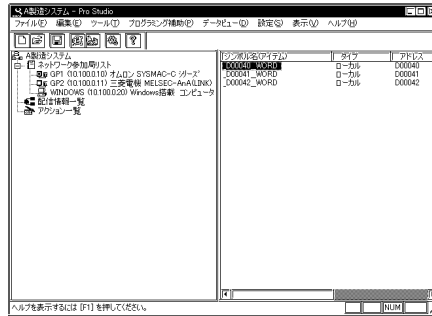 A製造システム - Pro Studio
ファイル(F) 編集(E) ツール(T) プログラミング補助(P) データビュー(D) 設定(S) 表示(V) ヘルプ(H)
A製造システム
ネットワーク参加局リスト
GP1 (10.100.0.10) オムロン SYSMAC-C シリーズ
GP2 (10.100.0.11) 三菱電機 MELSEC-AnA(LINK)
WINDOWS (10.100.0.20) Windows搭載 コンピュータ
配信情報一覧
アクション一覧
シンボル名(アイテム) タイプ アドレス
_D00040_WORD ローカル D00040
_D00041_WORD ローカル D00041
_D00042_WORD ローカル D00042
ヘルプを表示するには [F1] を押してください。
NUM